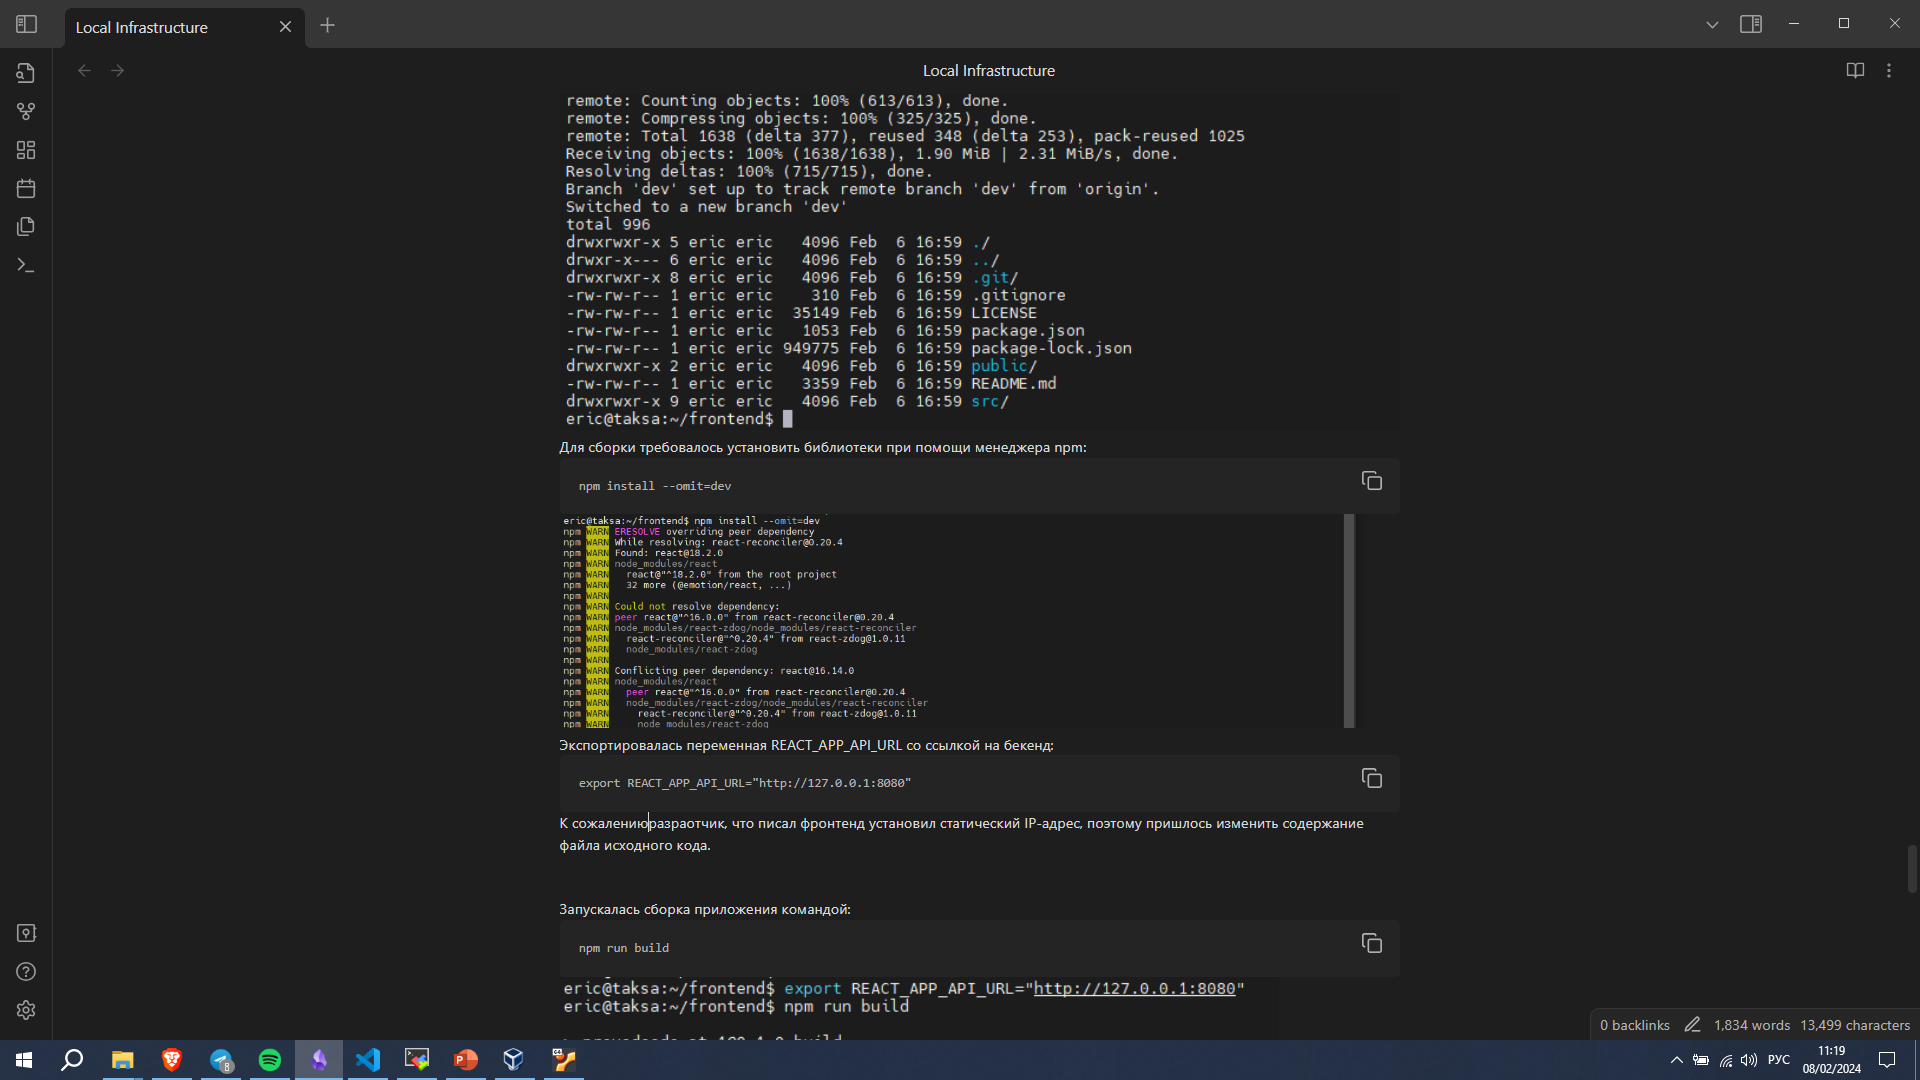 Local Infrastructure
Local Infrastructure
remote: Counting objects: 100% (613/613), done.
remote: Compressing objects: 100% (325/325), done.
remote: Total 1638 (delta 377), reused 348 (delta 253), pack-reused 1025
Receiving objects: 100% (1638/1638), 1.90 MiB | 2.31 MiB/s, done.
Resolving deltas: 100% (715/715), done.
Branch 'dev' set up to track remote branch 'dev' from 'origin'.
Switched to a new branch 'dev'
total 996
drwxrwxr-x 5 eric eric   4096 Feb  6 16:59 ./
drwxr-x--- 6 eric eric   4096 Feb  6 16:59 ../
drwxrwxr-x 8 eric eric   4096 Feb  6 16:59 .git/
-rw-rw-r-- 1 eric eric    310 Feb  6 16:59 .gitignore
-rw-rw-r-- 1 eric eric  35149 Feb  6 16:59 LICENSE
-rw-rw-r-- 1 eric eric   1053 Feb  6 16:59 package.json
-rw-rw-r-- 1 eric eric 949775 Feb  6 16:59 package-lock.json
drwxrwxr-x 2 eric eric   4096 Feb  6 16:59 public/
-rw-rw-r-- 1 eric eric   3359 Feb  6 16:59 README.md
drwxrwxr-x 9 eric eric   4096 Feb  6 16:59 src/
eric@taksa:~/frontend$
Для сборки требовалось установить библиотеки при помощи менеджера npm:
npm install --omit=dev
eric@taksa:~/frontend$ npm install --omit=dev
npm WARN ERESOLVE overriding peer dependency
npm WARN While resolving: react-reconciler@0.20.4
npm WARN Found: react@18.2.0
npm WARN node_modules/react
npm WARN   react@"^18.2.0" from the root project
npm WARN   32 more (@emotion/react, ...)
npm WARN
npm WARN Could not resolve dependency:
npm WARN peer react@"^16.0.0" from react-reconciler@0.20.4
npm WARN node_modules/react-zdog/node_modules/react-reconciler
npm WARN   react-reconciler@"^0.20.4" from react-zdog@1.0.11
npm WARN   node_modules/react-zdog
npm WARN
npm WARN Conflicting peer dependency: react@16.14.0
npm WARN node_modules/react
npm WARN   peer react@"^16.0.0" from react-reconciler@0.20.4
npm WARN   node_modules/react-zdog/node_modules/react-reconciler
npm WARN     react-reconciler@"^0.20.4" from react-zdog@1.0.11
npm WARN     node_modules/react-zdog
Экспортировалась переменная REACT_APP_API_URL со ссылкой на бекенд:
export REACT_APP_API_URL="http://127.0.0.1:8080"
К сожалениюразраотчик, что писал фронтенд установил статический IP-адрес, поэтому пришлось изменить содержание
файла исходного кода.
Запускалась сборка приложения командой:
npm run build
eric@taksa:~/frontend$ export REACT_APP_API_URL="http://127.0.0.1:8080"
eric@taksa:~/frontend$ npm run build
0 backlinks 1,834 words 13,499 characters
8
РУС
11:19
08/02/2024